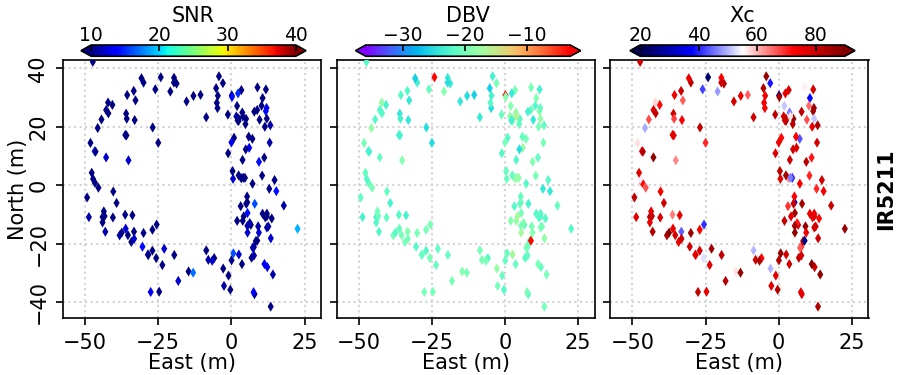 SNR DBV Xc
10 20 30 40 −30 −20 −10 20 40 60 80
40
20
0
−20
−40
North (m)
IR5211
−50 −25 0 25 −50 −25 0 25 −50 −25 0 25
East (m) East (m) East (m)